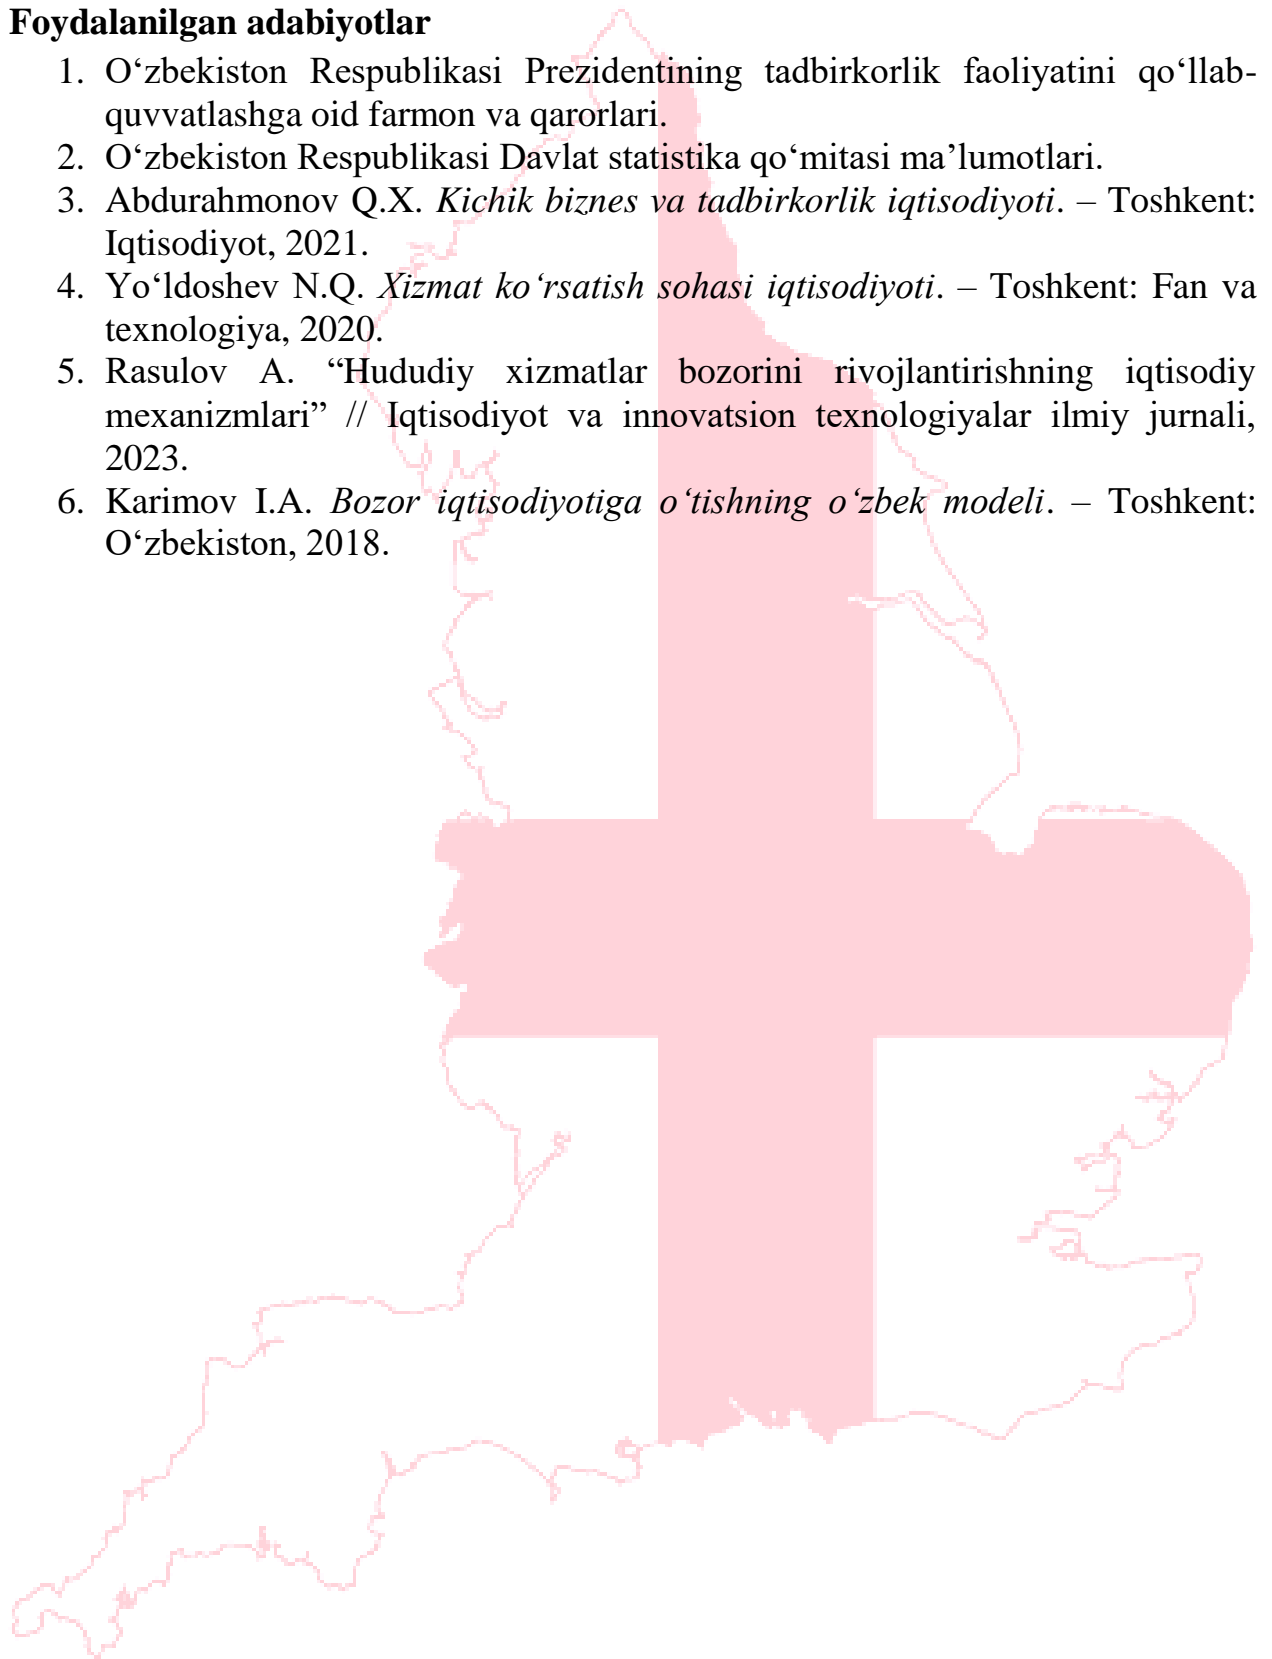 Foydalanilgan adabiyotlar
1. O‘zbekiston Respublikasi Prezidentining tadbirkorlik faoliyatini qo‘llab-
quvvatlashga oid farmon va qarorlari.
2. O‘zbekiston Respublikasi Davlat statistika qo‘mitasi ma’lumotlari.
3. Abdurahmonov Q.X. Kichik biznes va tadbirkorlik iqtisodiyoti. – Toshkent:
Iqtisodiyot, 2021.
4. Yo‘ldoshev N.Q. Xizmat ko‘rsatish sohasi iqtisodiyoti. – Toshkent: Fan va
texnologiya, 2020.
5. Rasulov A. “Hududiy xizmatlar bozorini rivojlantirishning iqtisodiy
mexanizmlari” // Iqtisodiyot va innovatsion texnologiyalar ilmiy jurnali,
2023.
6. Karimov I.A. Bozor iqtisodiyotiga o‘tishning o‘zbek modeli. – Toshkent:
O‘zbekiston, 2018.